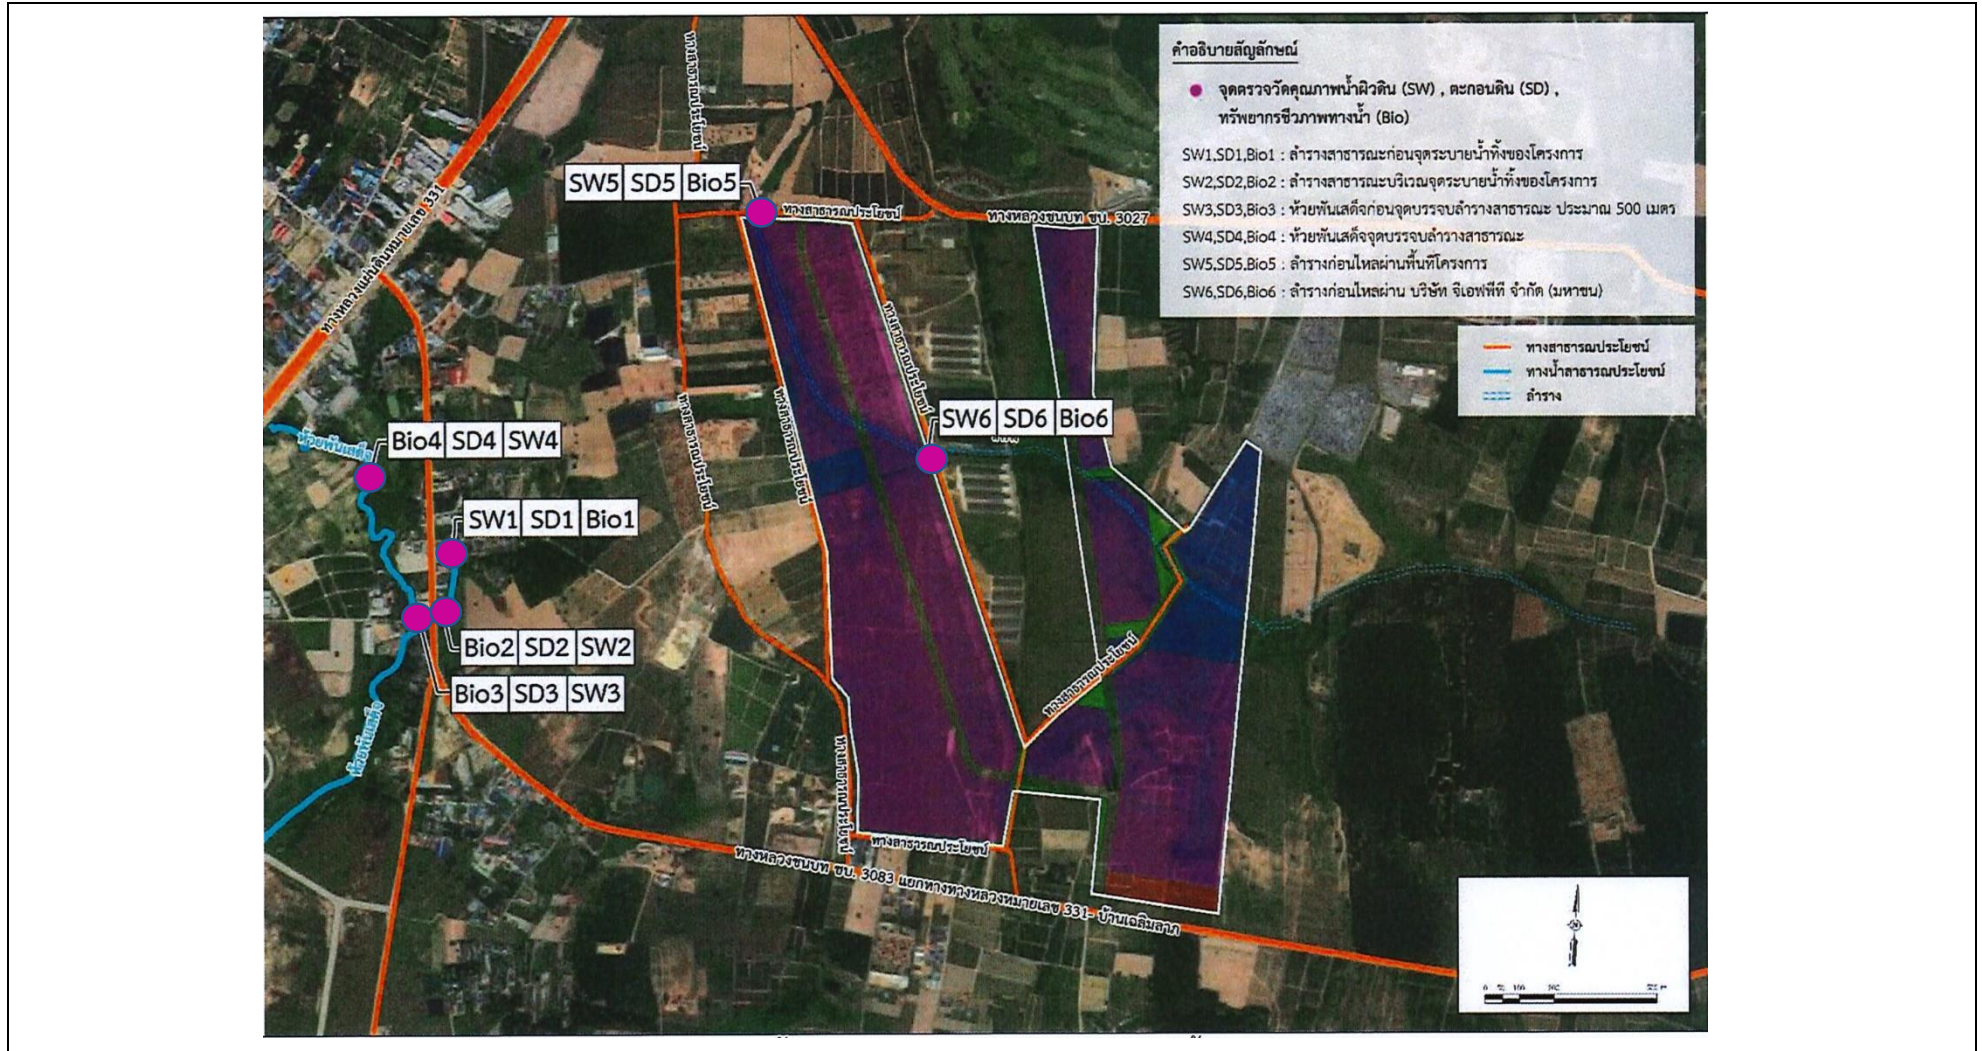 คำอธิบายสัญลักษณ์
จุดตรวจวัดคุณภาพน้ำผิวดิน (SW) , ตะกอนดิน (SD) ,
ทรัพยากรชีวภาพทางน้ำ (Bio)
SW1,SD1,Bio1 : ลำรางสาธารณะก่อนจุดระบายน้ำทิ้งของโครงการ
SW2,SD2,Bio2 : ลำรางสาธารณะบริเวณจุดระบายน้ำทิ้งของโครงการ
SW3,SD3,Bio3 : ห้วยพันเสด็จก่อนจุดบรรจบลำรางสาธารณะ ประมาณ 500 เมตร
SW4,SD4,Bio4 : ห้วยพันเสด็จจุดบรรจบลำรางสาธารณะ
SW5,SD5,Bio5 : ลำรางก่อนไหลผ่านพื้นที่โครงการ
SW6,SD6,Bio6 : ลำรางก่อนไหลผ่าน บริษัท จีเอฟพีที จำกัด (มหาชน)
ทางสาธารณประโยชน์
ทางน้ำสาธารณประโยชน์
ลำราง
ทางสาธารณประโยชน์
SW5 SD5 Bio5
ทางสาธารณประโยชน์
ทางหลวงชนบท ชบ. 3027
ทางหลวงแผ่นดินหมายเลข 331
ทางสาธารณประโยชน์
ทางสาธารณประโยชน์
ทางสาธารณประโยชน์
SW6 SD6 Bio6
ห้วยพันเสด็จ
Bio4 SD4 SW4
SW1 SD1 Bio1
Bio2 SD2 SW2
Bio3 SD3 SW3
ห้วยพันเสด็จ
ทางสาธารณประโยชน์
ทางสาธารณประโยชน์
ทางสาธารณประโยชน์
ทางหลวงชนบท ชบ. 3083 แยกทางหลวงหมายเลข 331- บ้านเฉลิมลาภ
0 50 100